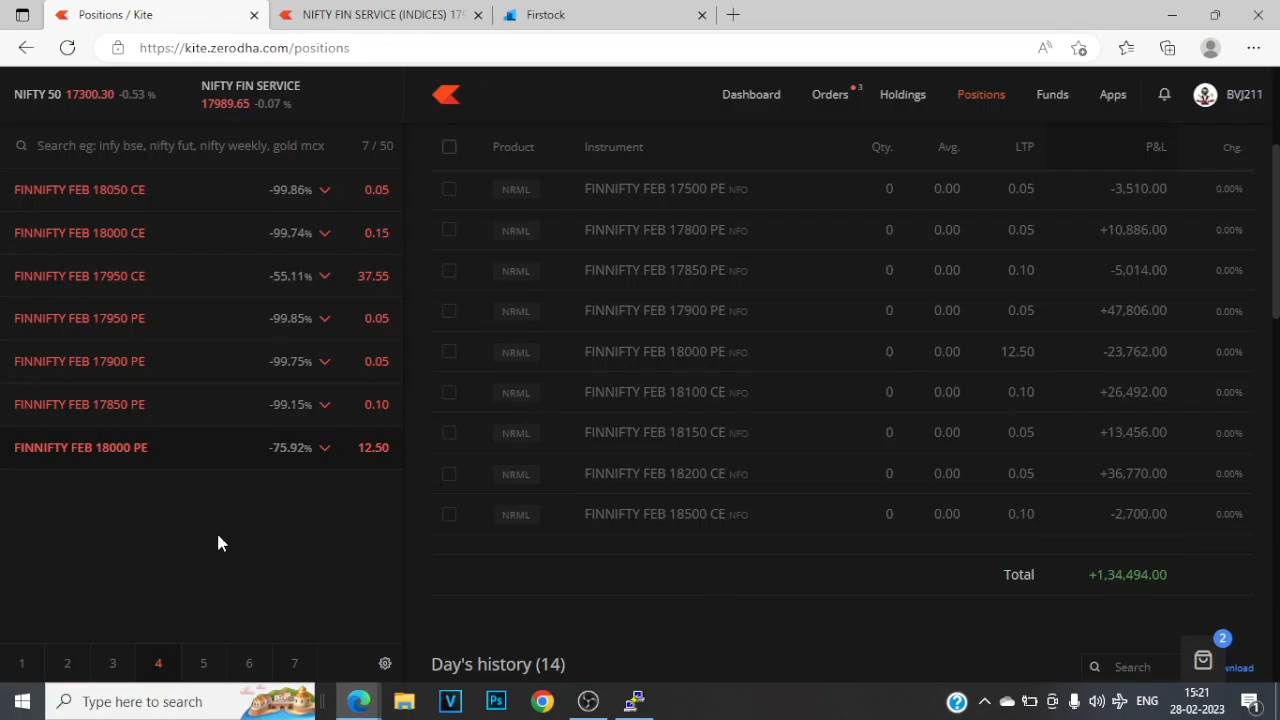 Positions / Kite
NIFTY FIN SERVICE (INDICES) 179
Firstock
https://kite.zerodha.com/positions
NIFTY 50 17300.30 -0.53 %
NIFTY FIN SERVICE
17989.65 -0.07 %
Dashboard Orders 3 Holdings Positions Funds Apps BVJ211
Search eg: infy bse, nifty fut, nifty weekly, gold mcx 7 / 50
FINNIFTY FEB 18050 CE -99.86% 0.05
FINNIFTY FEB 18000 CE -99.74% 0.15
FINNIFTY FEB 17950 CE -55.11% 37.55
FINNIFTY FEB 17950 PE -99.85% 0.05
FINNIFTY FEB 17900 PE -99.75% 0.05
FINNIFTY FEB 17850 PE -99.15% 0.10
FINNIFTY FEB 18000 PE -75.92% 12.50
1 2 3 4 5 6 7
Product Instrument Qty. Avg. LTP P&L Chg.
NRML FINNIFTY FEB 17500 PE NFO 0 0.00 0.05 -3,510.00 0.00%
NRML FINNIFTY FEB 17800 PE NFO 0 0.00 0.05 +10,886.00 0.00%
NRML FINNIFTY FEB 17850 PE NFO 0 0.00 0.10 -5,014.00 0.00%
NRML FINNIFTY FEB 17900 PE NFO 0 0.00 0.05 +47,806.00 0.00%
NRML FINNIFTY FEB 18000 PE NFO 0 0.00 12.50 -23,762.00 0.00%
NRML FINNIFTY FEB 18100 CE NFO 0 0.00 0.10 +26,492.00 0.00%
NRML FINNIFTY FEB 18150 CE NFO 0 0.00 0.05 +13,456.00 0.00%
NRML FINNIFTY FEB 18200 CE NFO 0 0.00 0.05 +36,770.00 0.00%
NRML FINNIFTY FEB 18500 CE NFO 0 0.00 0.10 -2,700.00 0.00%
Total +1,34,494.00
2
Day's history (14) Search wnload
Type here to search
V Ps
ENG
15:21
28-02-2023
1